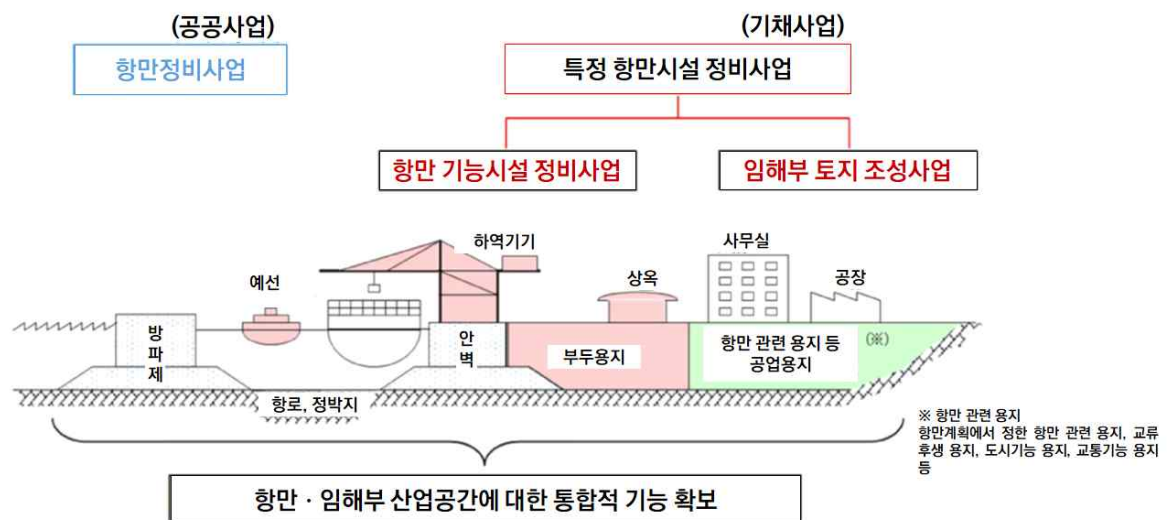 (공공사업)
(기채사업)
항만정비사업
특정 항만시설 정비사업
항만 기능시설 정비사업
임해부 토지 조성사업
하역기기
사무실
예선
상옥
공장
방파제
안벽
부두용지
항만 관련 용지 등
공업용지
(※)
항로, 정박지
※ 항만 관련 용지
항만계획에서 정한 항만 관련 용지, 교류
후생 용지, 도시기능 용지, 교통기능 용지
등
항만 · 임해부 산업공간에 대한 통합적 기능 확보